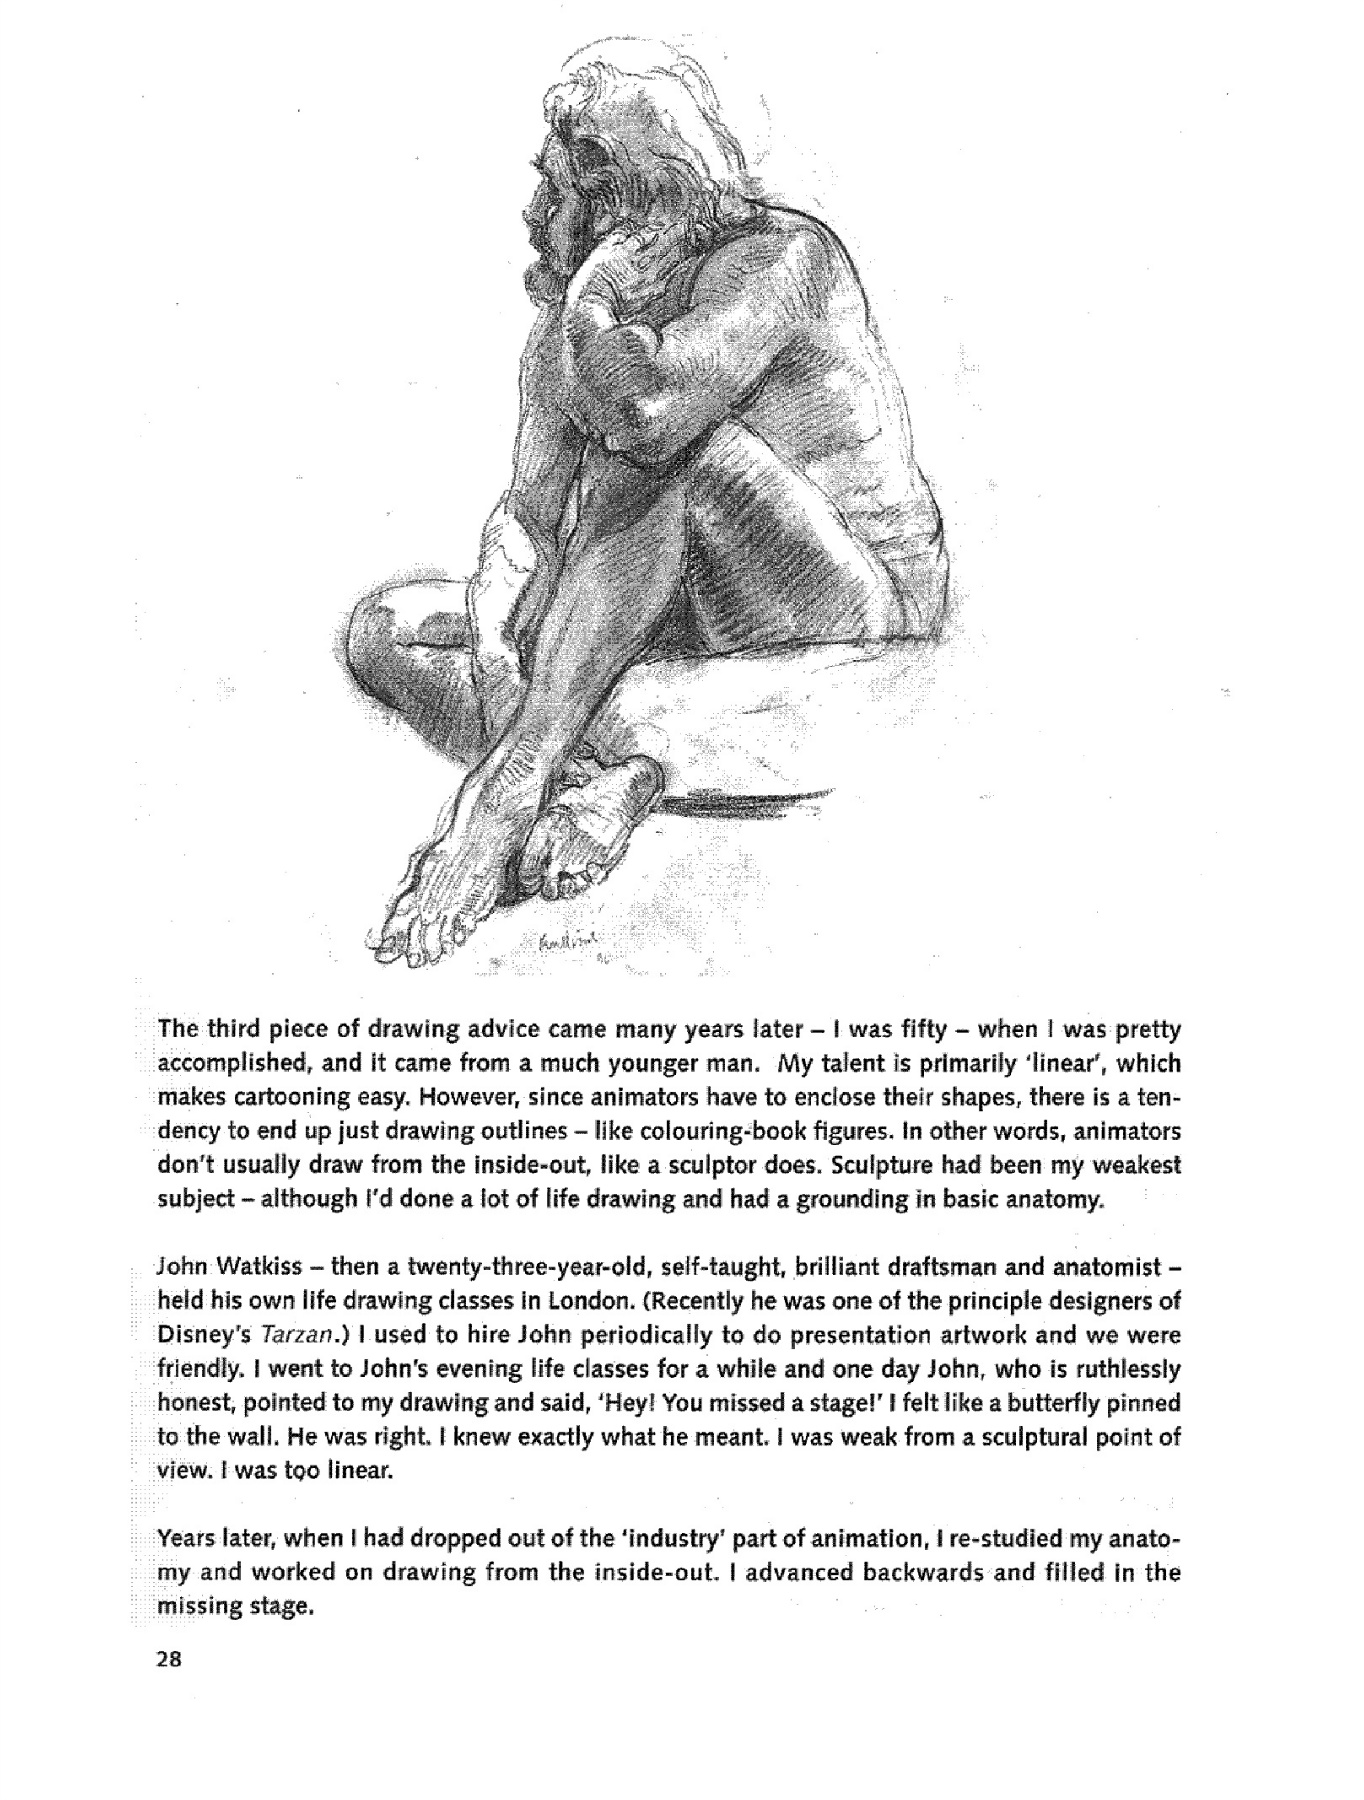 The third piece of drawing advice came many years later – I was fifty – when I was pretty
accomplished, and it came from a much younger man. My talent is primarily ‘linear’, which
makes cartooning easy. However, since animators have to enclose their shapes, there is a ten-
dency to end up just drawing outlines – like colouring-book figures. In other words, animators
don't usually draw from the inside-out, like a sculptor does. Sculpture had been my weakest
subject – although I'd done a lot of life drawing and had a grounding in basic anatomy.
John Watkiss – then a twenty-three-year-old, self-taught, brilliant draftsman and anatomist –
held his own life drawing classes in London. (Recently he was one of the principle designers of
Disney's Tarzan.) I used to hire John periodically to do presentation artwork and we were
friendly. I went to John's evening life classes for a while and one day John, who is ruthlessly
honest, pointed to my drawing and said, ‘Hey! You missed a stage!’ I felt like a butterfly pinned
to the wall. He was right. I knew exactly what he meant. I was weak from a sculptural point of
view. I was too linear.
Years later, when I had dropped out of the ‘industry’ part of animation, I re-studied my anato-
my and worked on drawing from the inside-out. I advanced backwards and filled in the
missing stage.
28